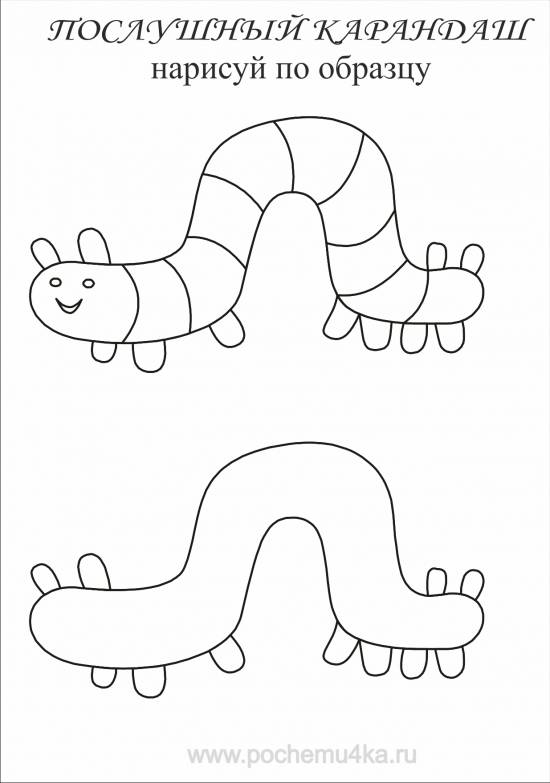 ПОСЛУШНЫЙ КАРАНДАШ
нарисуй по образцу
www.pochemu4ka.ru